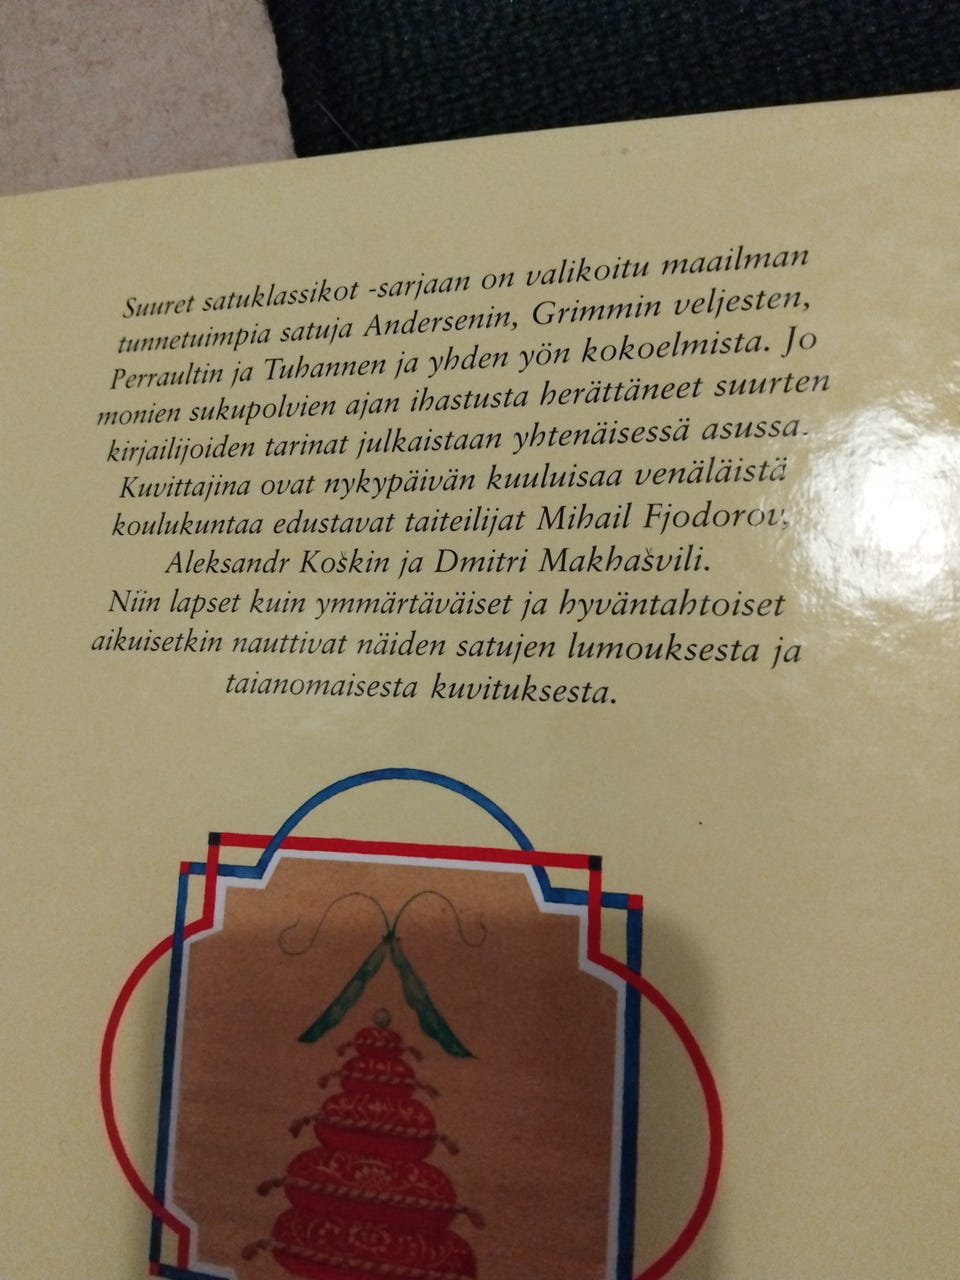 Suuret satuklassikot -sarjaan on valikoitu maailman
tunnetuimpia satuja Andersenin, Grimmin veljesten,
Perraultin ja Tuhannen ja yhden yön kokoelmista. Jo
monien sukupolvien ajan ihastusta herättäneet suurten
kirjailijoiden tarinat julkaistaan yhtenäisessä asussa.
Kuvittajina ovat nykypäivän kuuluisaa venäläistä
koulukuntaa edustavat taiteilijat Mihail Fjodorov,
Aleksandr Koškin ja Dmitri Makhašvili.
Niin lapset kuin ymmärtäväiset ja hyväntahtoiset
aikuisetkin nauttivat näiden satujen lumouksesta ja
taianomaisesta kuvituksesta.